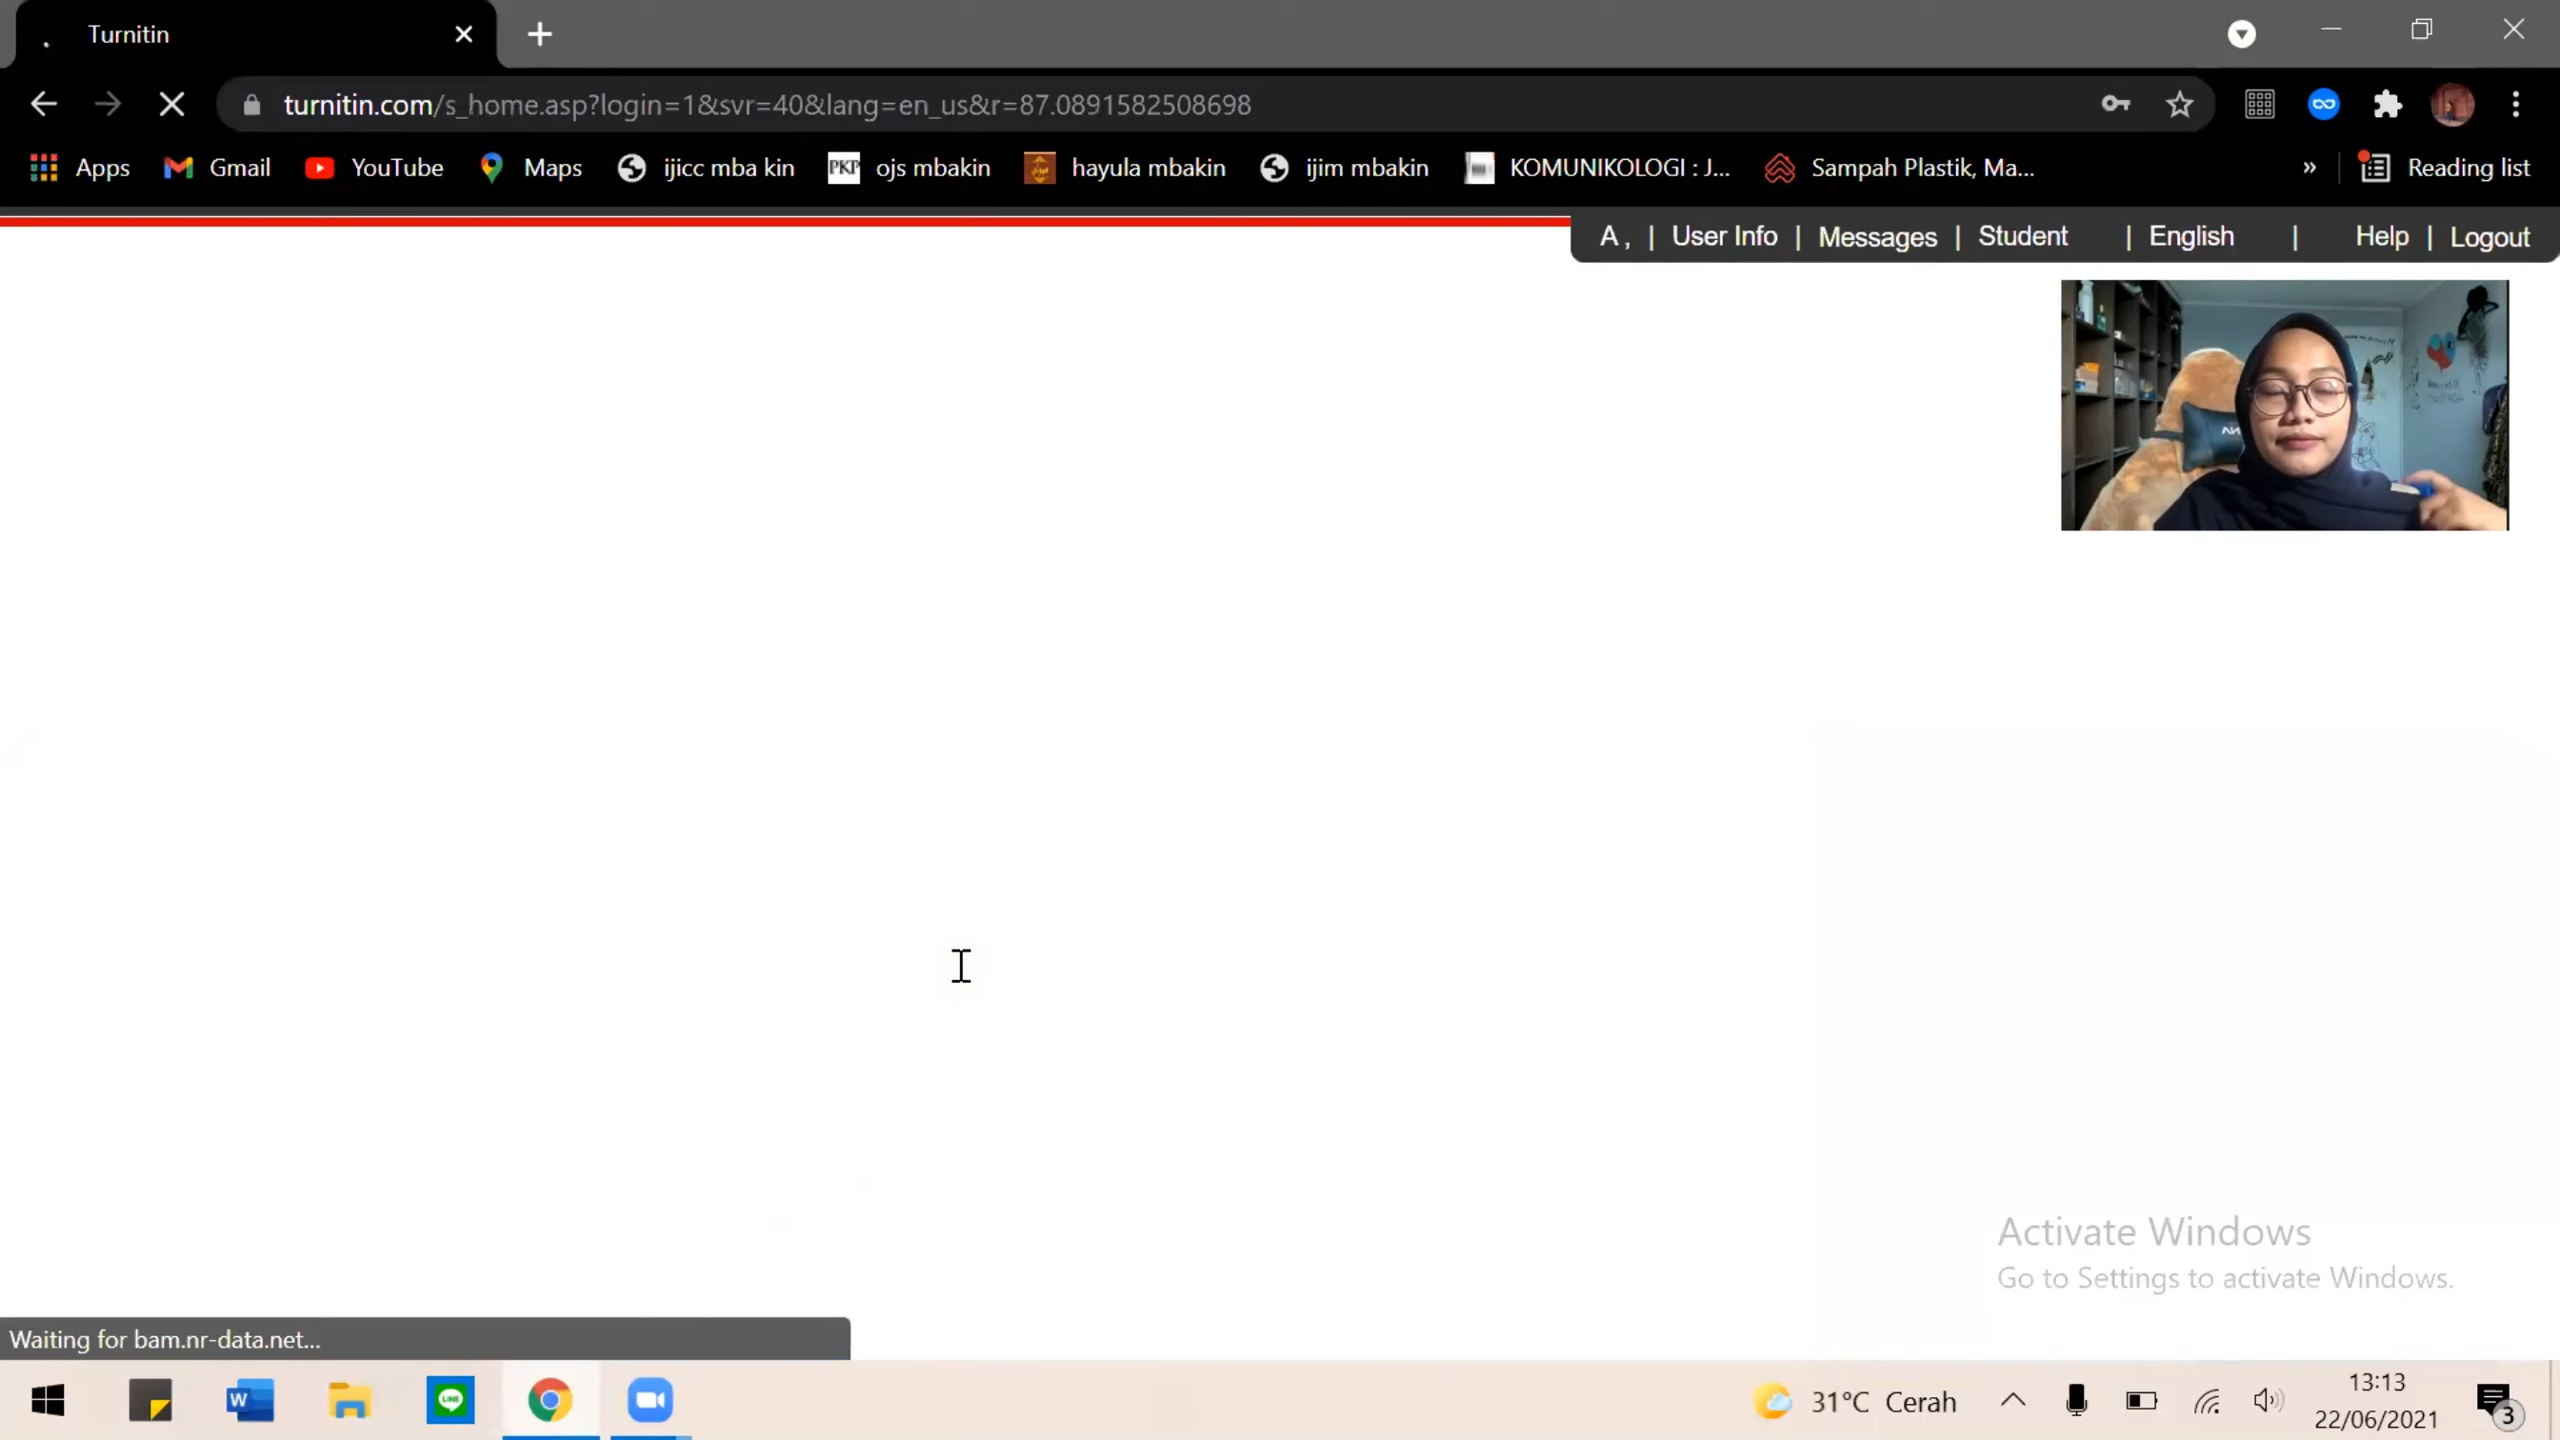 Turnitin
turnitin.com/s_home.asp?login=1&svr=40&lang=en_us&r=87.0891582508698
Apps Gmail YouTube Maps ijicc mba kin PKP ojs mbakin hayula mbakin ijim mbakin KOMUNIKOLOGI : J... Sampah Plastik, Ma... » Reading list
A , | User Info | Messages | Student | English | Help | Logout
Activate Windows
Go to Settings to activate Windows.
Waiting for bam.nr-data.net...
W LINE 31°C Cerah 13:13
22/06/2021 3